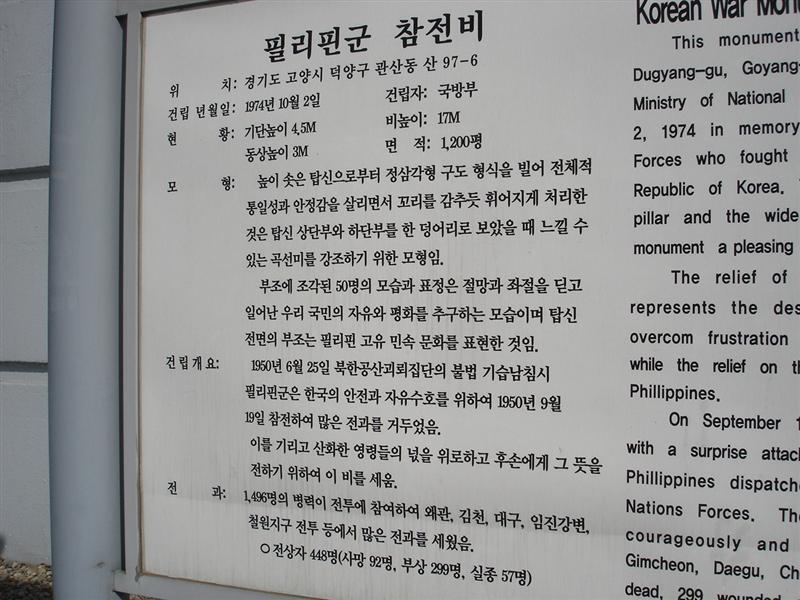 필리핀군 참전비
위 치: 경기도 고양시 덕양구 관산동 산 97-6
건립 년월일: 1974년 10월 2일 건립자: 국방부
현 황: 기단높이 4.5M 비높이: 17M
동상높이 3M 면 적: 1,200평
모 형: 높이 솟은 탑신으로부터 정삼각형 구도 형식을 빌어 전체적
통일성과 안정감을 살리면서 꼬리를 감추듯 휘어지게 처리한
것은 탑신 상단부와 하단부를 한 덩어리로 보았을 때 느낄 수
있는 곡선미를 강조하기 위한 모형임.
부조에 조각된 50명의 모습과 표정은 절망과 좌절을 딛고
일어난 우리 국민의 자유와 평화를 추구하는 모습이며 탑신
전면의 부조는 필리핀 고유 민속 문화를 표현한 것임.
건립개요: 1950년 6월 25일 북한공산괴뢰집단의 불법 기습남침시
필리핀군은 한국의 안전과 자유수호를 위하여 1950년 9월
19일 참전하여 많은 전과를 거두었음.
이를 기리고 산화한 영령들의 넋을 위로하고 후손에게 그 뜻을
전하기 위하여 이 비를 세움.
전 과: 1,496명의 병력이 전투에 참여하여 왜관, 김천, 대구, 임진강변,
철원지구 전투 등에서 많은 전과를 세웠음.
○ 전상자 448명(사망 92명, 부상 299명, 실종 57명)
Korean War Mon
This monument
Dugyang-gu, Goyang-
Ministry of National
2, 1974 in memory
Forces who fought
Republic of Korea.
pillar and the wide
monument a pleasing
The relief of
represents the des
overcom frustration
while the relief on th
Phillippines.
On September 1
with a surprise attac
Phillippines dispatche
Nations Forces. The
courageously and
Gimcheon, Daegu, Ch
dead, 299 wounded